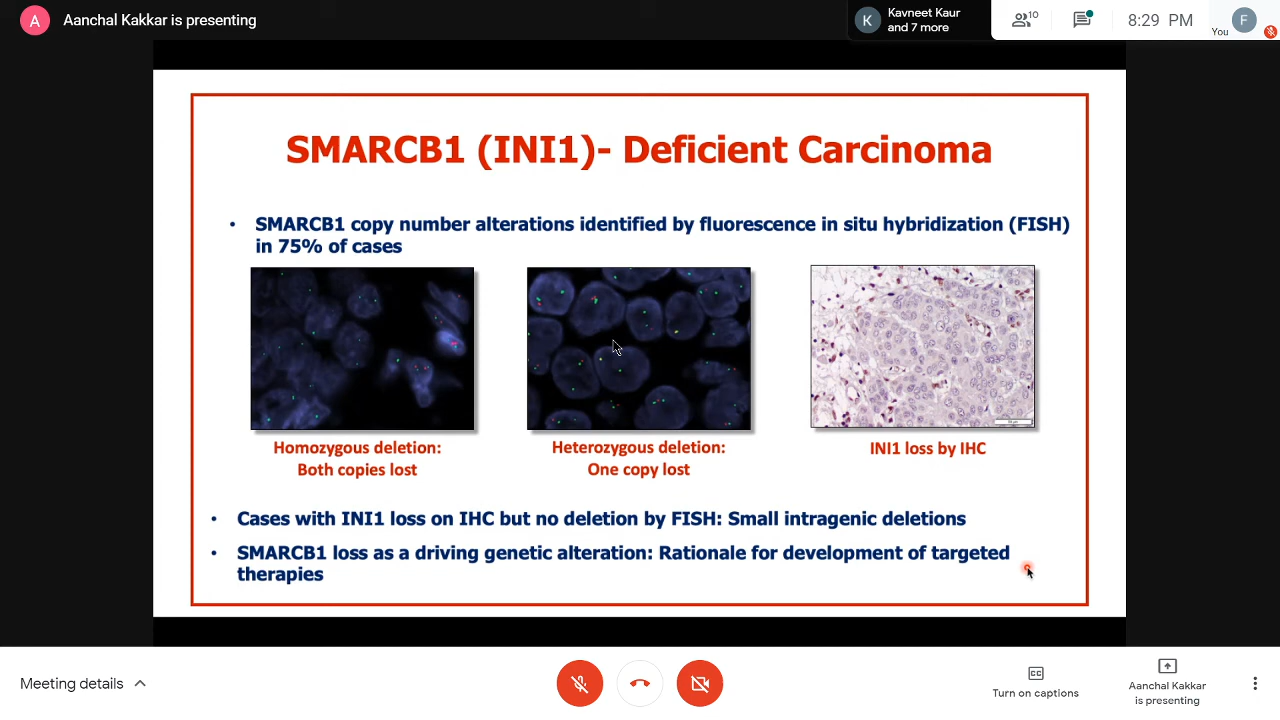 A
Aanchal Kakkar is presenting
K
Kavneet Kaur
and 7 more
10
8:29 PM
You
F
SMARCB1 (INI1)- Deficient Carcinoma
• SMARCB1 copy number alterations identified by fluorescence in situ hybridization (FISH)
in 75% of cases
Homozygous deletion:
Both copies lost
Heterozygous deletion:
One copy lost
INI1 loss by IHC
• Cases with INI1 loss on IHC but no deletion by FISH: Small intragenic deletions
• SMARCB1 loss as a driving genetic alteration: Rationale for development of targeted
therapies
Meeting details
CC
Turn on captions
Aanchal Kakkar
is presenting